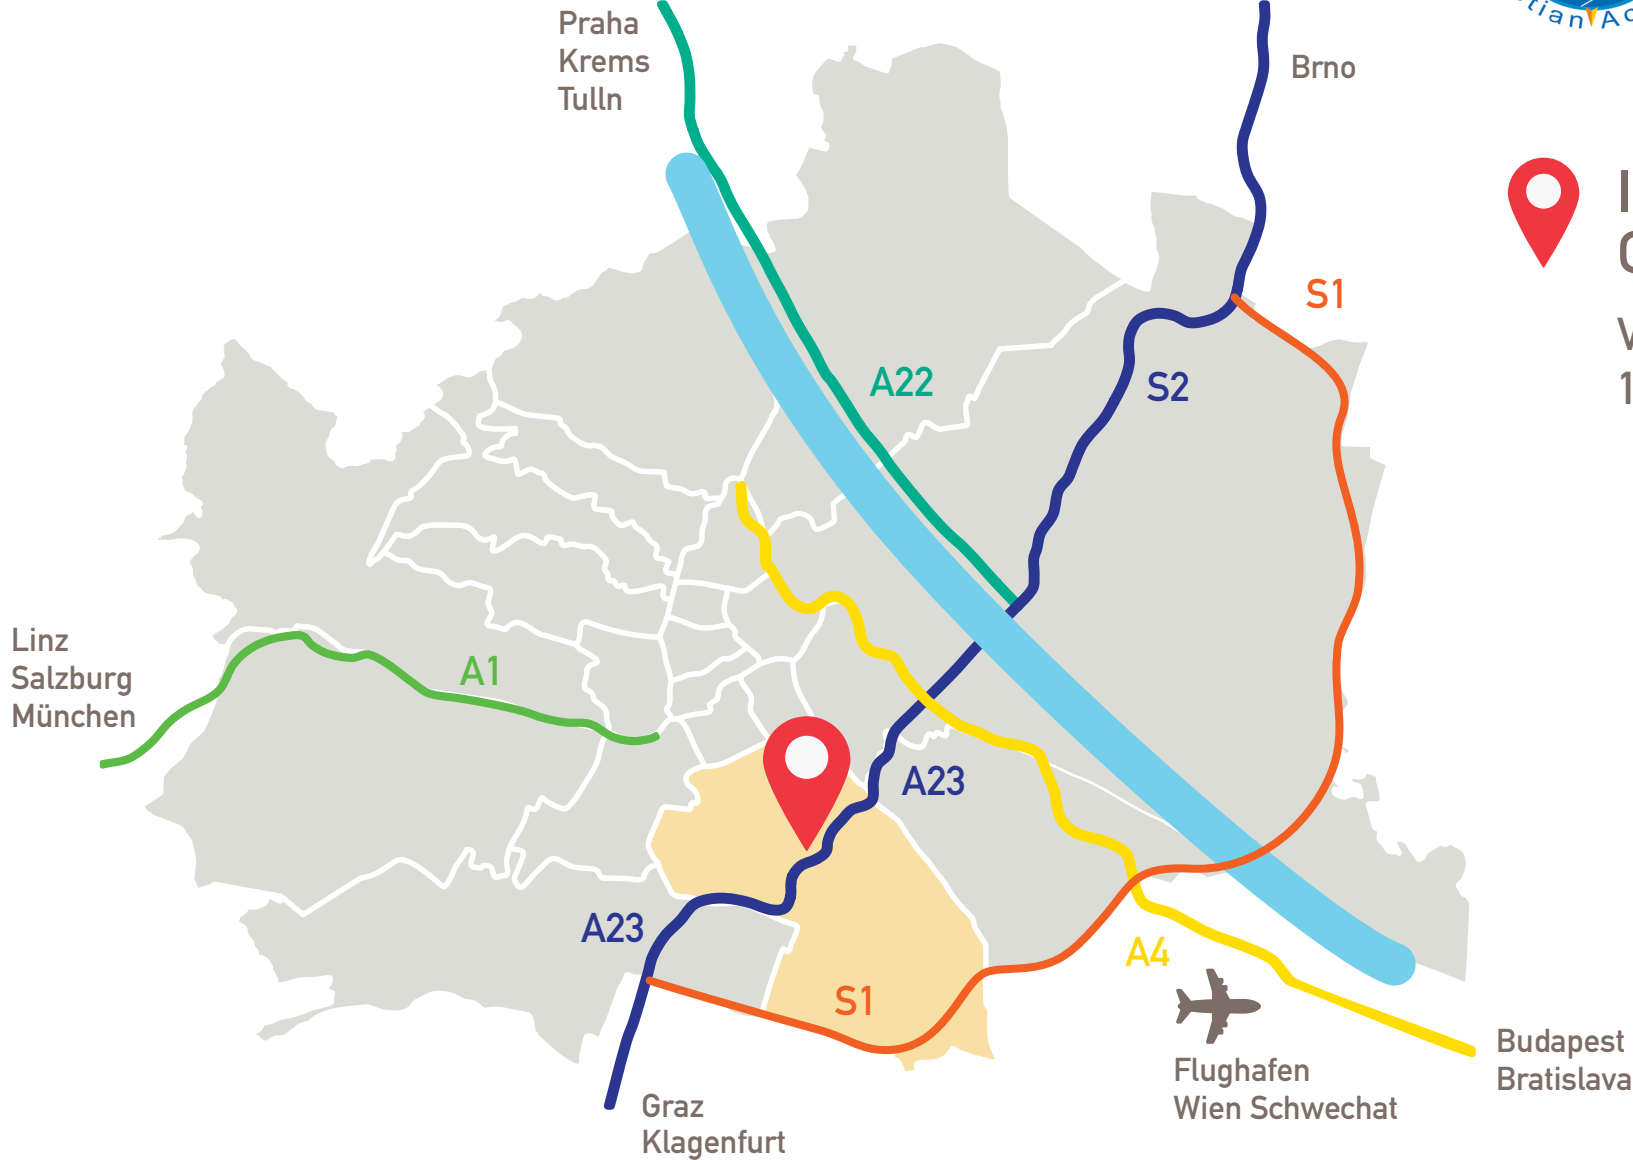 Praha
Krems
Tulln
Brno
S1
A22
S2
Linz
Salzburg
München
A1
A23
A23
A4
S1
Flughafen
Wien Schwechat
Budapest
Bratislava
Graz
Klagenfurt